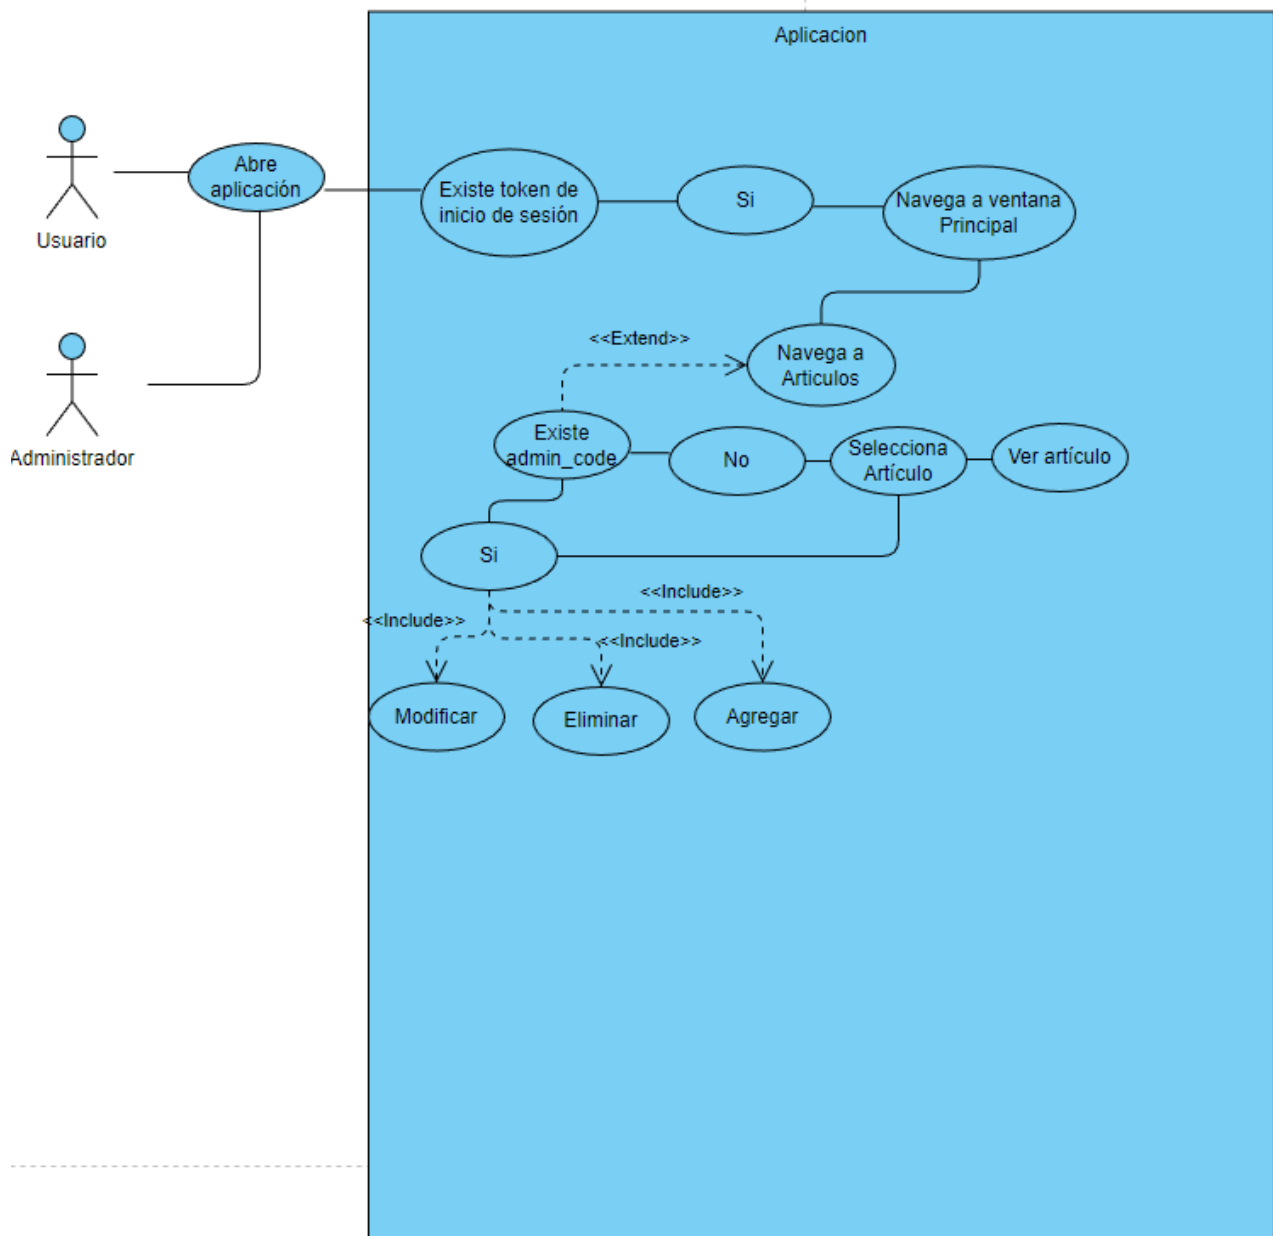 Aplicacion
Abre
aplicación
Existe token de
inicio de sesión
Si
Navega a ventana
Principal
Usuario
<<Extend>>
Navega a
Articulos
Existe
admin_code
No
Selecciona
Artículo
Ver artículo
Administrador
Si
<<Include>>
<<Include>>
<<Include>>
Modificar
Eliminar
Agregar